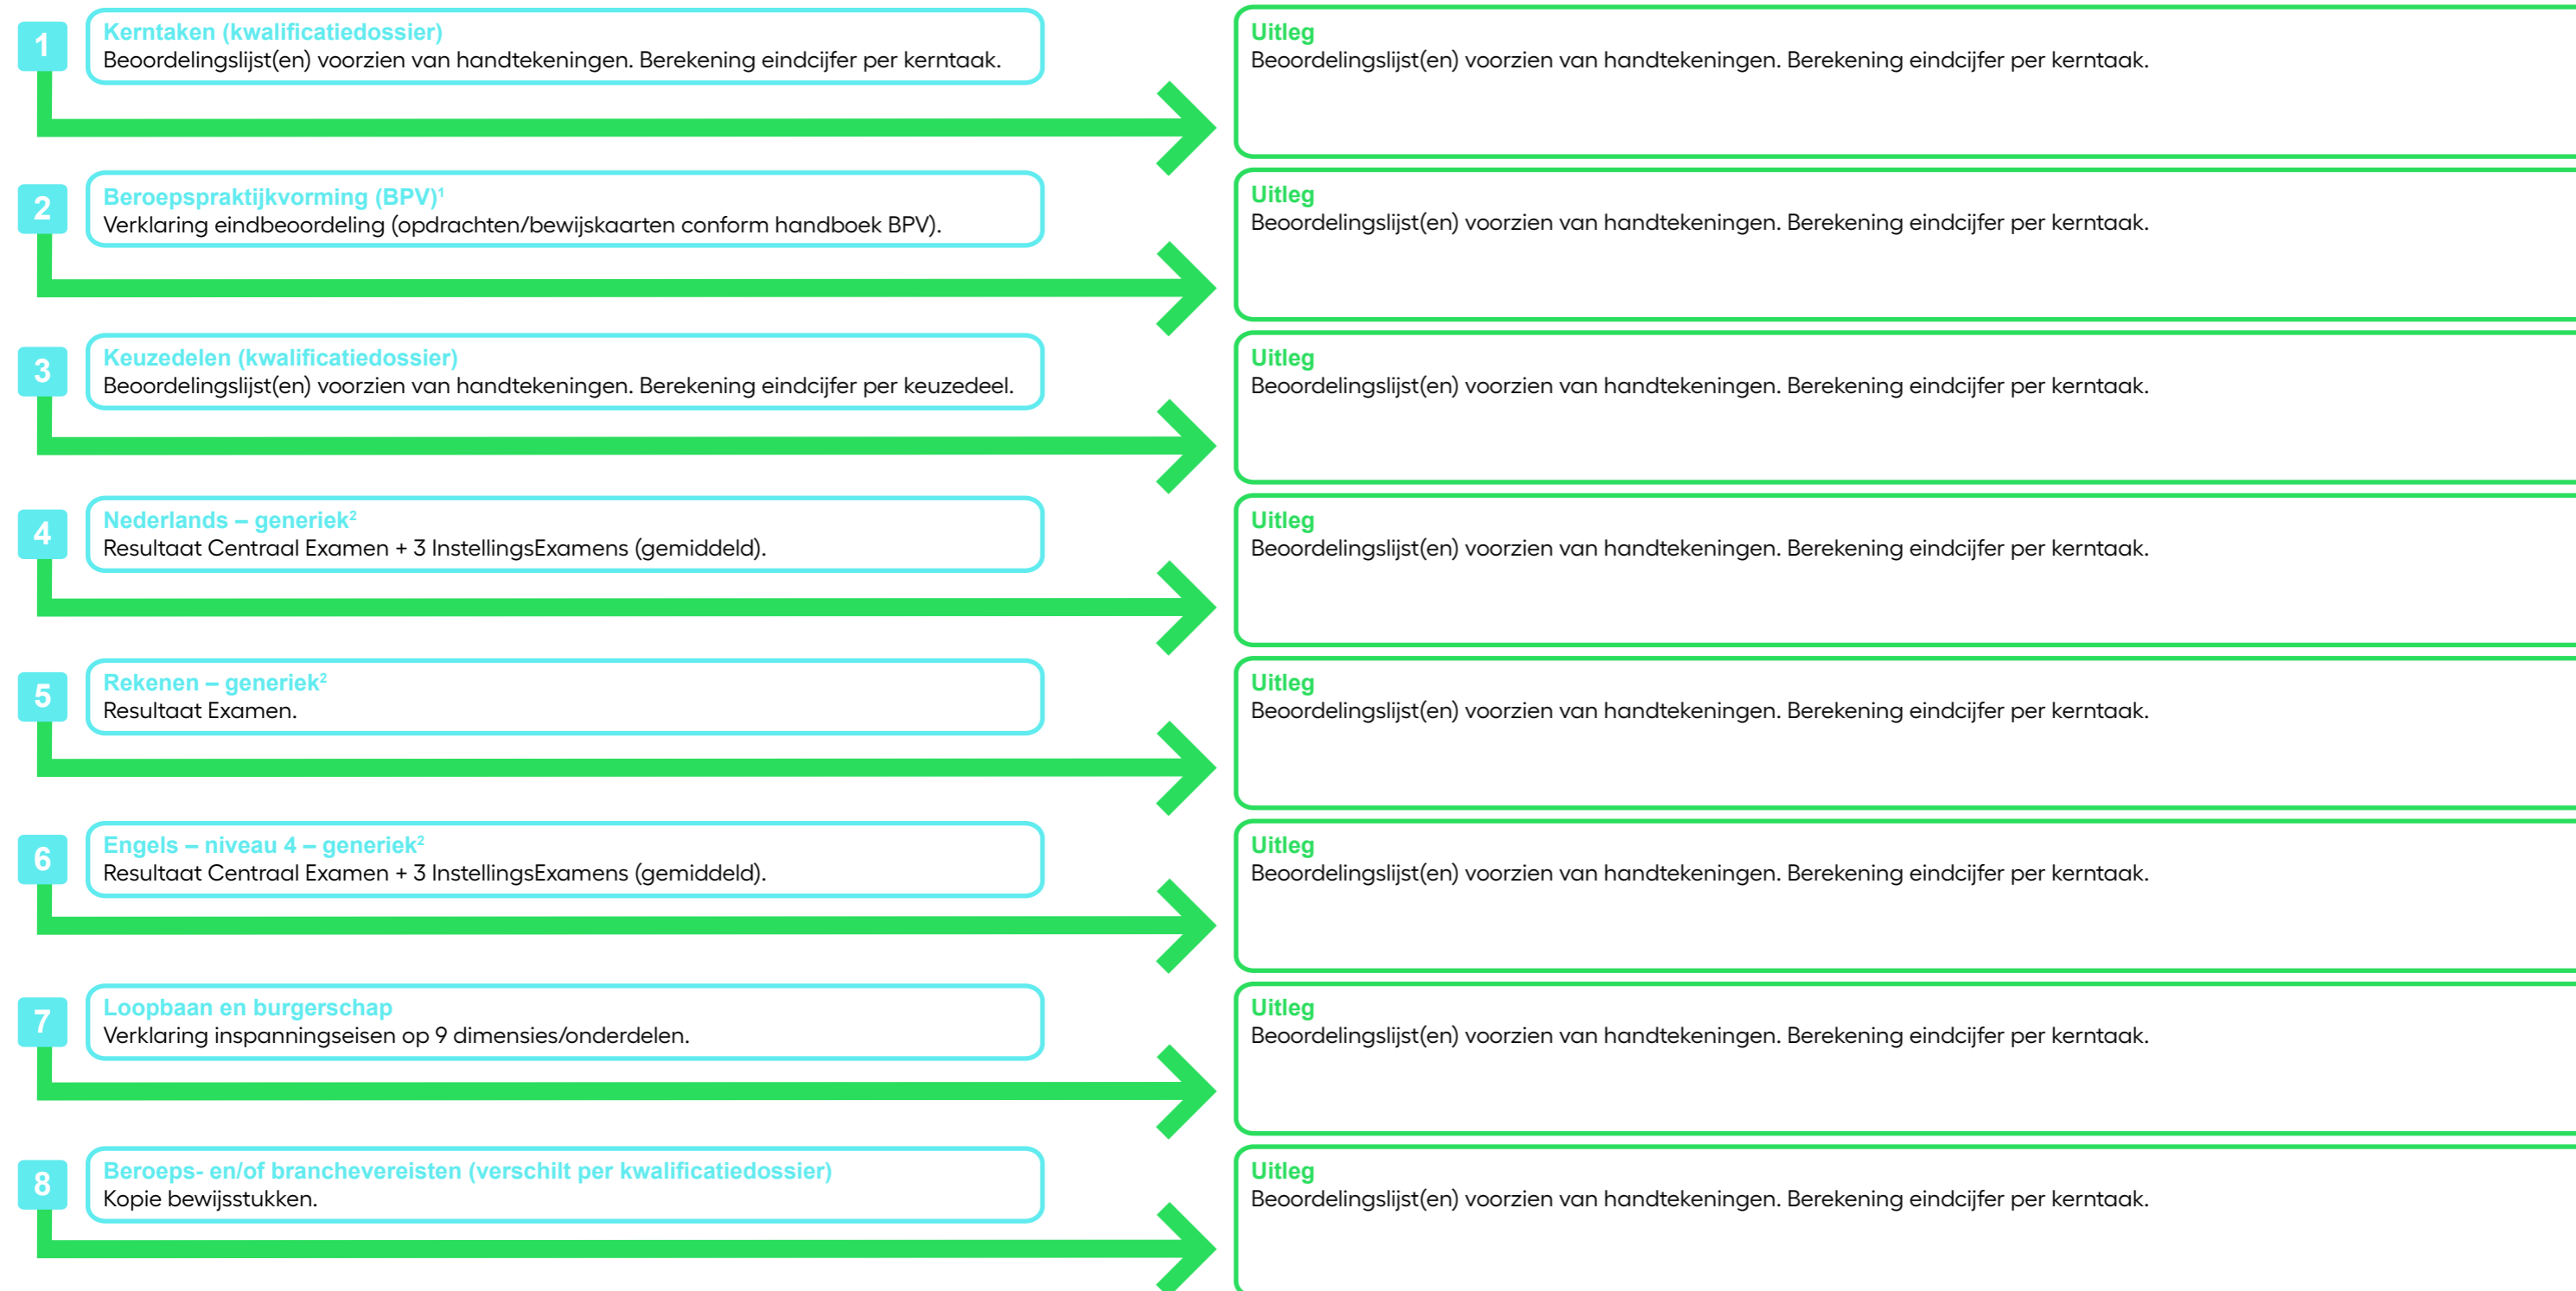 1
Kerntaken (kwalificatiedossier)
Beoordelingslijst(en) voorzien van handtekeningen. Berekening eindcijfer per kerntaak.
Uitleg
Beoordelingslijst(en) voorzien van handtekeningen. Berekening eindcijfer per kerntaak.
2
Beroepspraktijkvorming (BPV)¹
Verklaring eindbeoordeling (opdrachten/bewijskaarten conform handboek BPV).
Uitleg
Beoordelingslijst(en) voorzien van handtekeningen. Berekening eindcijfer per kerntaak.
3
Keuzedelen (kwalificatiedossier)
Beoordelingslijst(en) voorzien van handtekeningen. Berekening eindcijfer per keuzedeel.
Uitleg
Beoordelingslijst(en) voorzien van handtekeningen. Berekening eindcijfer per kerntaak.
4
Nederlands – generiek²
Resultaat Centraal Examen + 3 InstellingsExamens (gemiddeld).
Uitleg
Beoordelingslijst(en) voorzien van handtekeningen. Berekening eindcijfer per kerntaak.
5
Rekenen – generiek²
Resultaat Examen.
Uitleg
Beoordelingslijst(en) voorzien van handtekeningen. Berekening eindcijfer per kerntaak.
6
Engels – niveau 4 – generiek²
Resultaat Centraal Examen + 3 InstellingsExamens (gemiddeld).
Uitleg
Beoordelingslijst(en) voorzien van handtekeningen. Berekening eindcijfer per kerntaak.
7
Loopbaan en burgerschap
Verklaring inspanningseisen op 9 dimensies/onderdelen.
Uitleg
Beoordelingslijst(en) voorzien van handtekeningen. Berekening eindcijfer per kerntaak.
8
Beroeps- en/of branchevereisten (verschilt per kwalificatiedossier)
Kopie bewijsstukken.
Uitleg
Beoordelingslijst(en) voorzien van handtekeningen. Berekening eindcijfer per kerntaak.